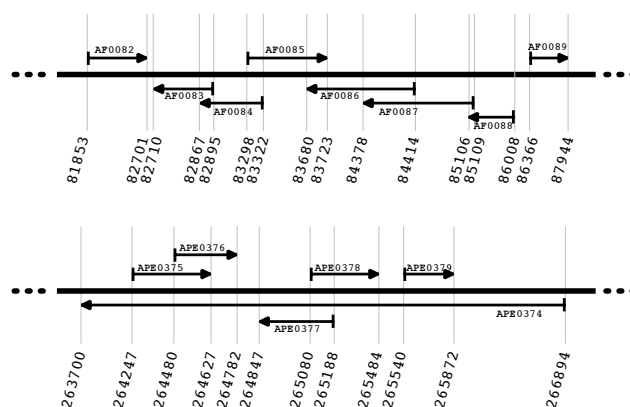 AF0082 AF0085 AF0089
AF0083 AF0086
AF0084 AF0087
AF0088
81853 82701 82710 82867 82895 83298 83322 83680 83723 84378 84414 85106 85109 86008 86366 87944
APE0376
APE0375 APE0378 APE0379
APE0374
APE0377
263700 264247 264480 264627 264782 264847 265080 265188 265484 265540 265872 266894